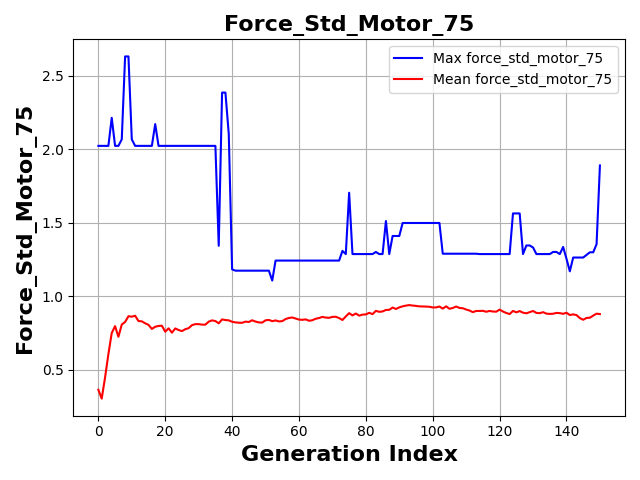 Force_Std_Motor_75
Max force_std_motor_75
Mean force_std_motor_75
Force_Std_Motor_75
2.5
2.0
1.5
1.0
0.5
0 20 40 60 80 100 120 140
Generation Index